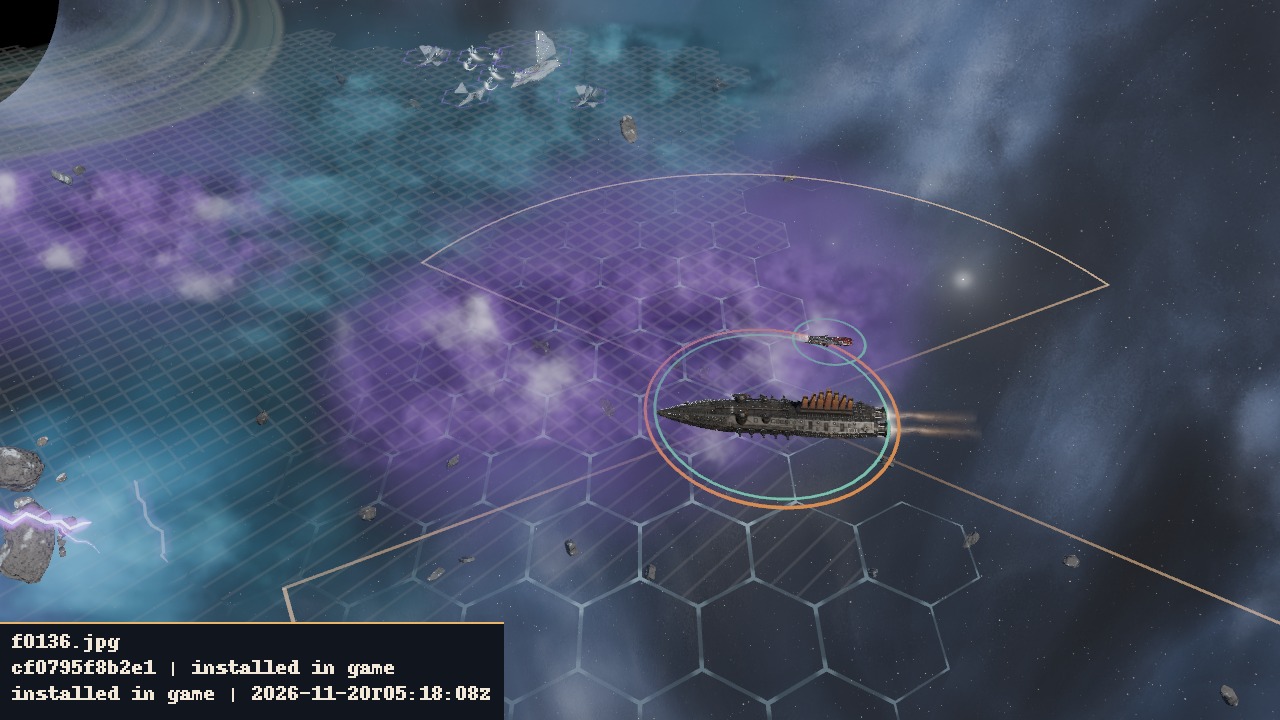 f0136.jpg
cf0795f8b2e1 | installed in game
installed in game | 2026-11-20T05:18:08Z